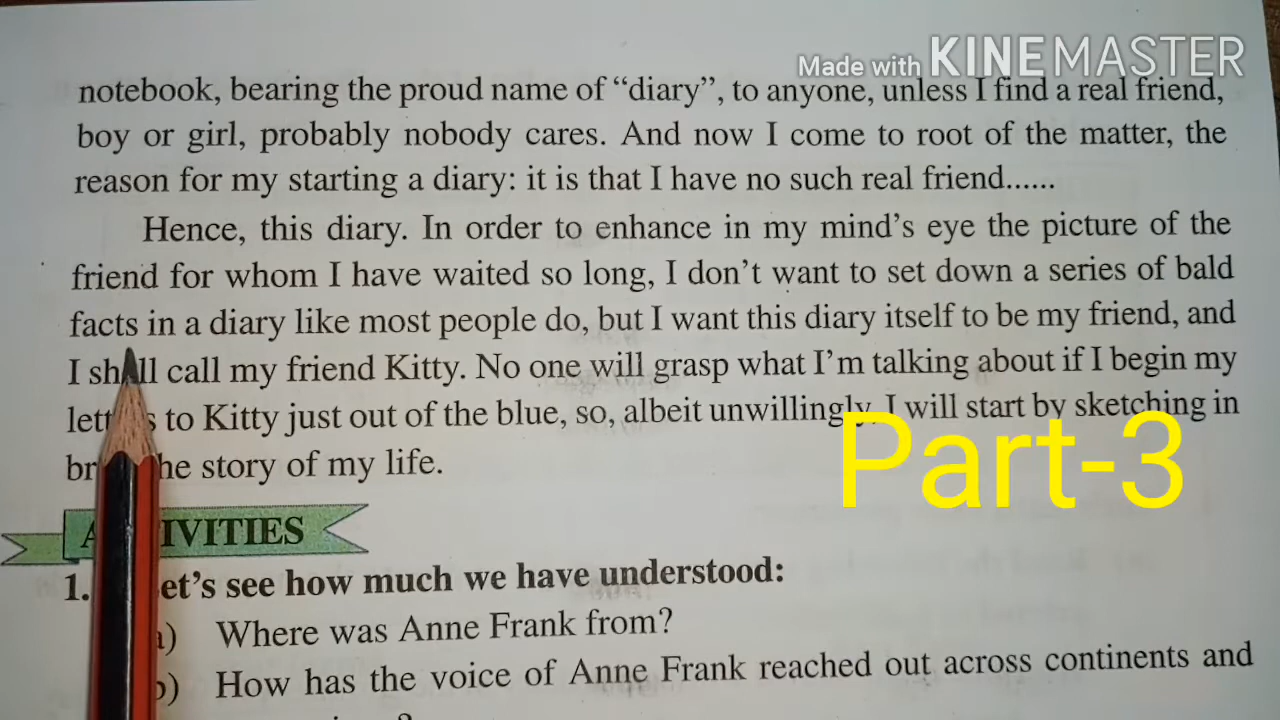 Made with KINEMASTER
notebook, bearing the proud name of “diary”, to anyone, unless I find a real friend,
boy or girl, probably nobody cares. And now I come to root of the matter, the
reason for my starting a diary: it is that I have no such real friend......
Hence, this diary. In order to enhance in my mind’s eye the picture of the
friend for whom I have waited so long, I don’t want to set down a series of bald
facts in a diary like most people do, but I want this diary itself to be my friend, and
I shall call my friend Kitty. No one will grasp what I’m talking about if I begin my
letters to Kitty just out of the blue, so, albeit unwillingly, I will start by sketching in
the story of my life.
Part-3
ACTIVITIES
1. Let’s see how much we have understood:
a) Where was Anne Frank from?
b) How has the voice of Anne Frank reached out across continents and